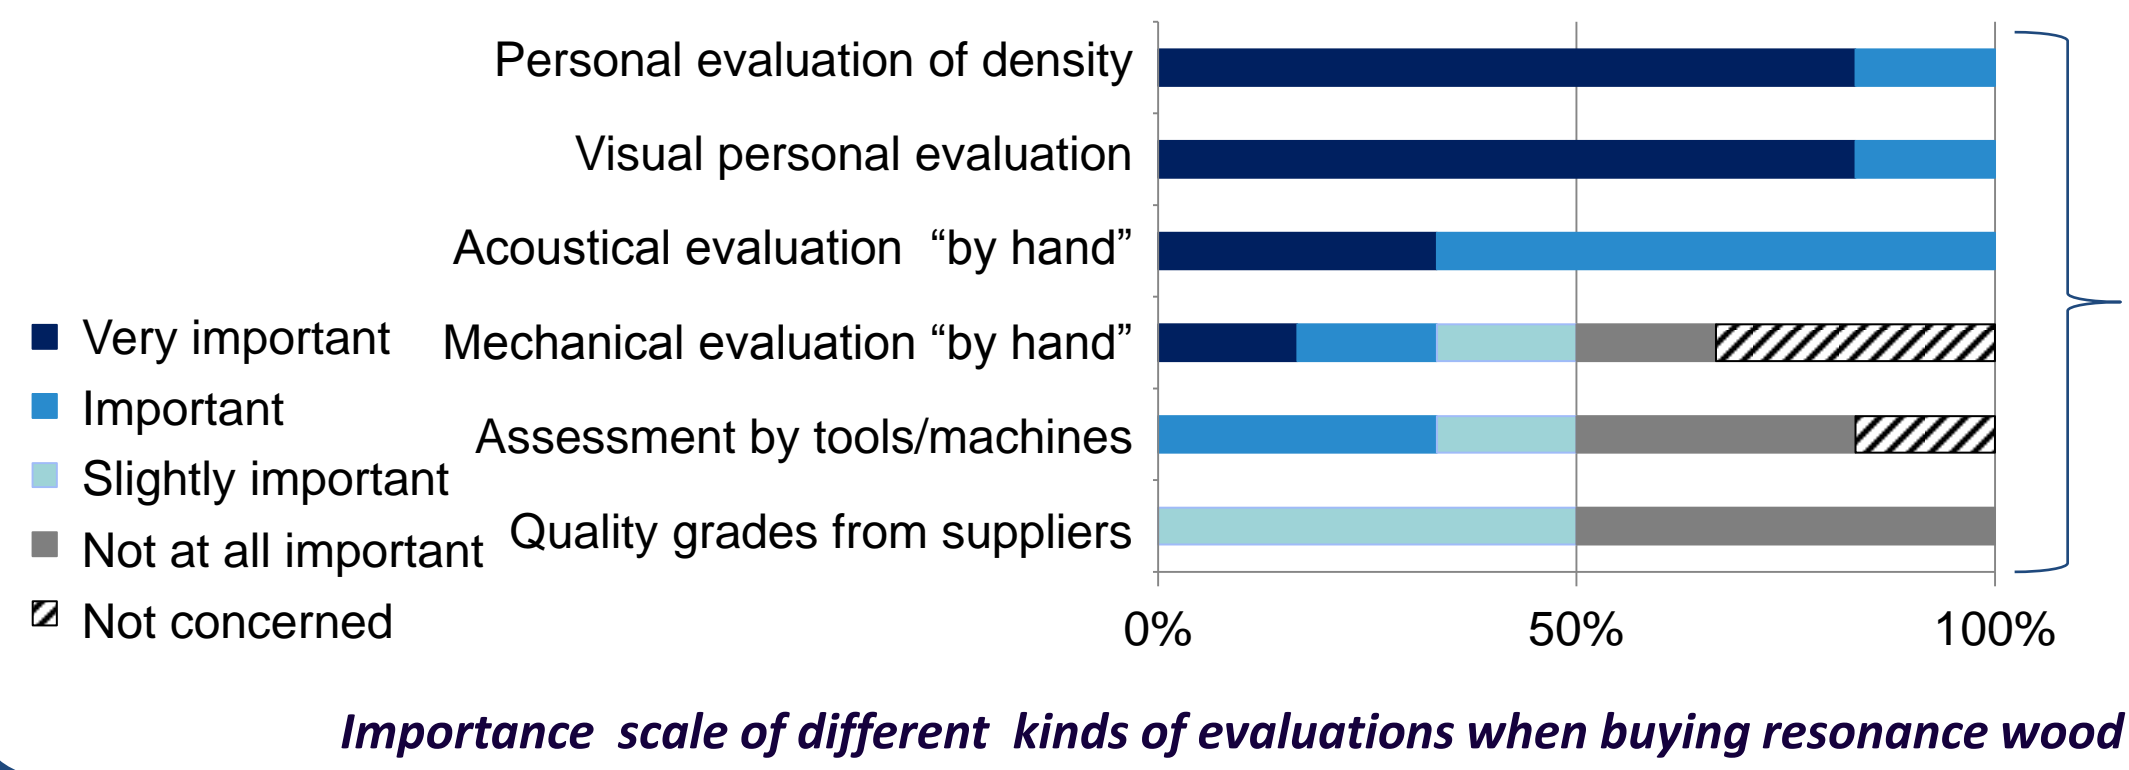 Personal evaluation of density
Visual personal evaluation
Acoustical evaluation “by hand”
Mechanical evaluation “by hand”
Assessment by tools/machines
Quality grades from suppliers
Very important
Important
Slightly important
Not at all important
Not concerned
0% 50% 100%
Importance scale of different kinds of evaluations when buying resonance wood